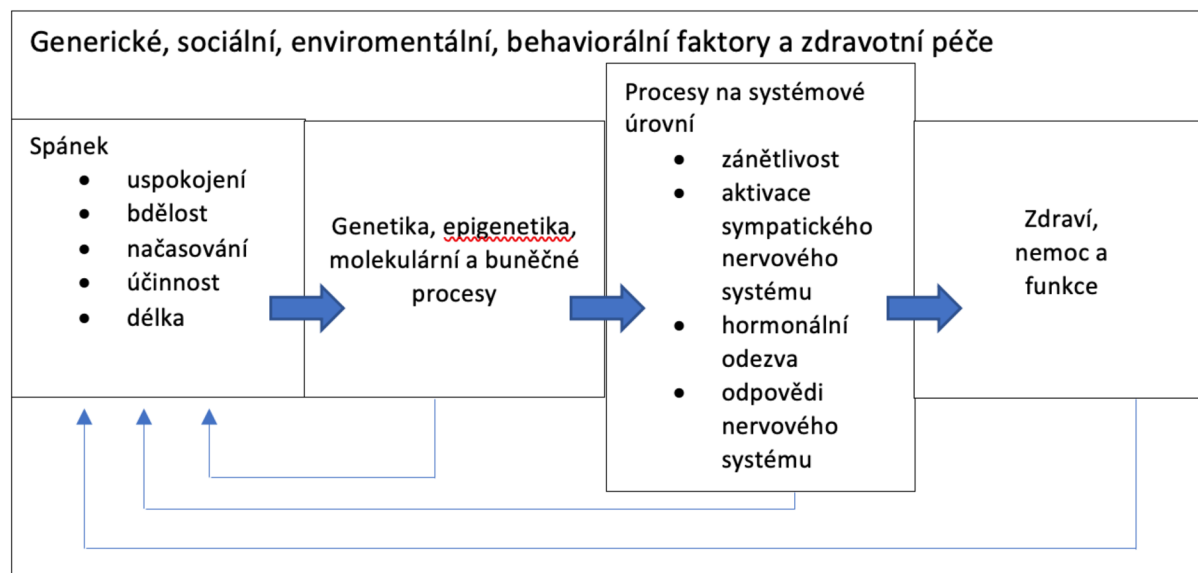 Generické, sociální, enviromentální, behaviorální faktory a zdravotní péče
Spánek
• uspokojení
• bdělost
• načasování
• účinnost
• délka
Genetika, epigenetika,
molekulární a buněčné
procesy
Procesy na systémové
úrovní
• zánětlivost
• aktivace
sympatického
nervového
systému
• hormonální
odezva
• odpovědi
nervového
systému
Zdraví,
nemoc a
funkce